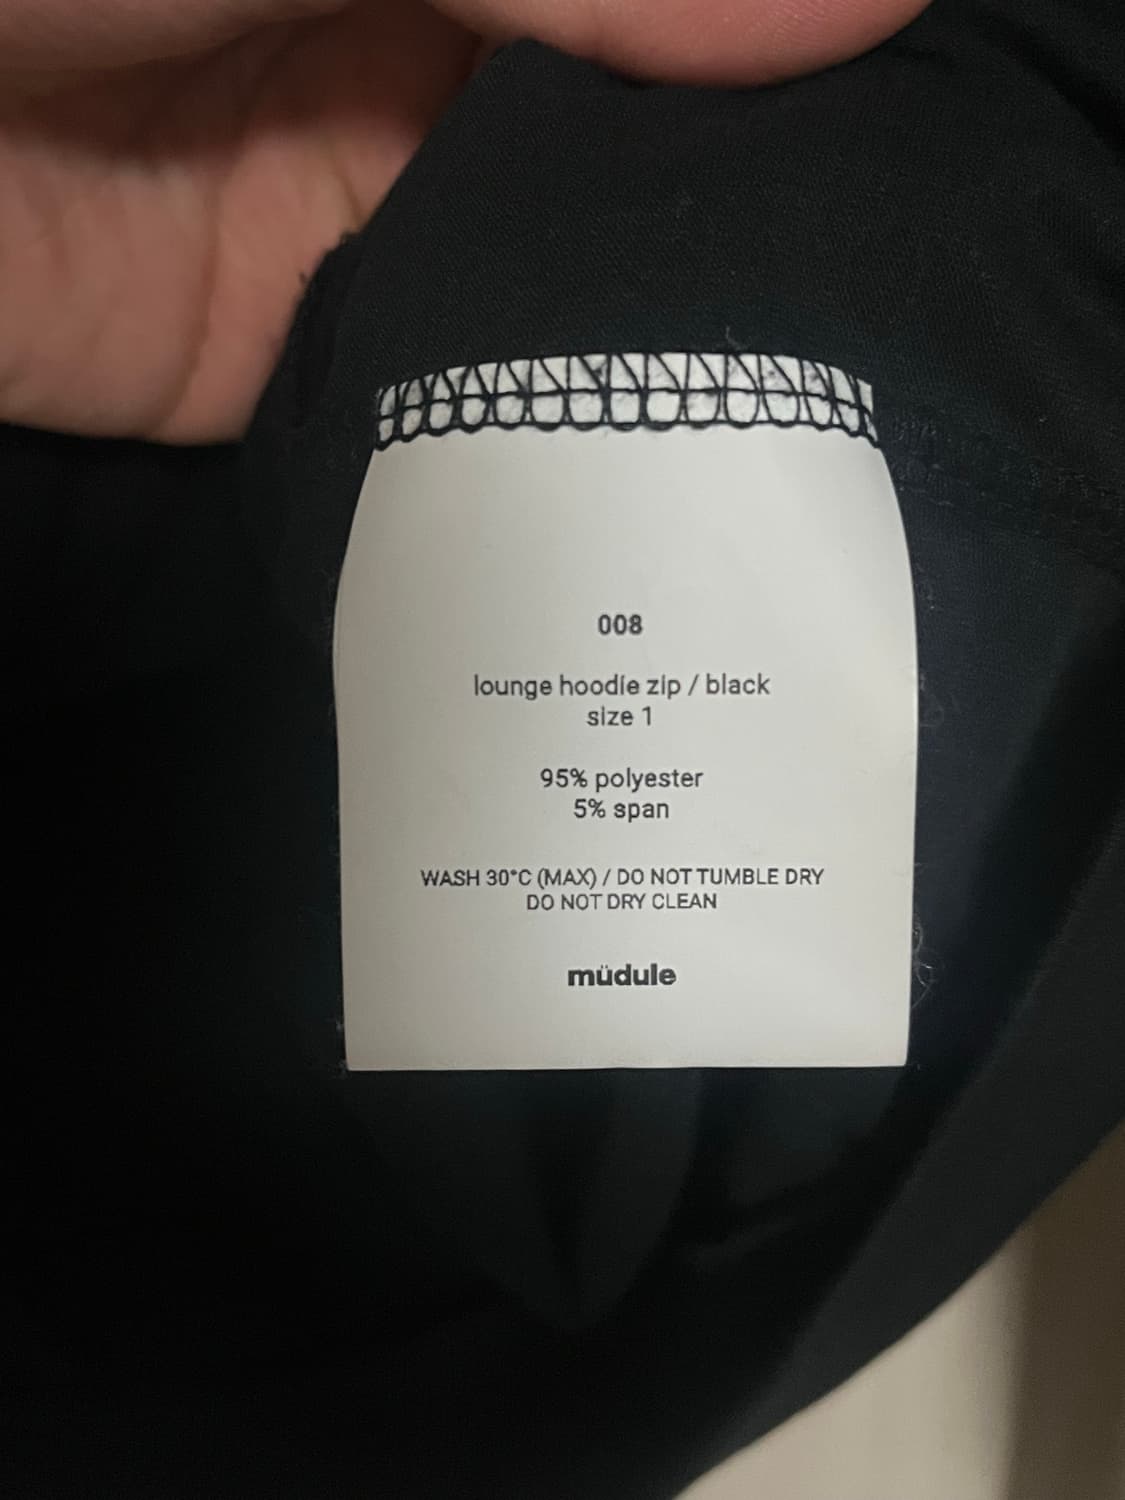 008
lounge hoodie zip / black
size 1
95% polyester
5% span
WASH 30°C (MAX) / DO NOT TUMBLE DRY
DO NOT DRY CLEAN
müdule